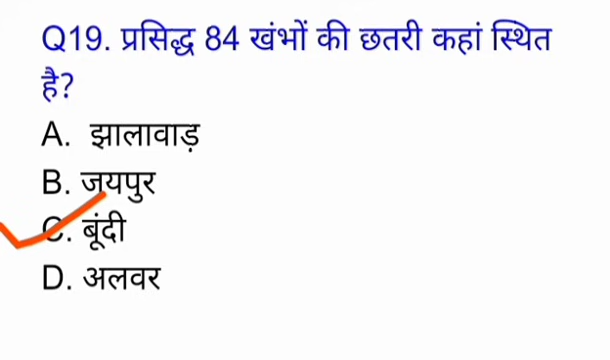 Q19. प्रसिद्ध 84 खंभों की छतरी कहां स्थित
है?
A. झालावाड़
B. जयपुर
C. बूंदी
D. अलवर